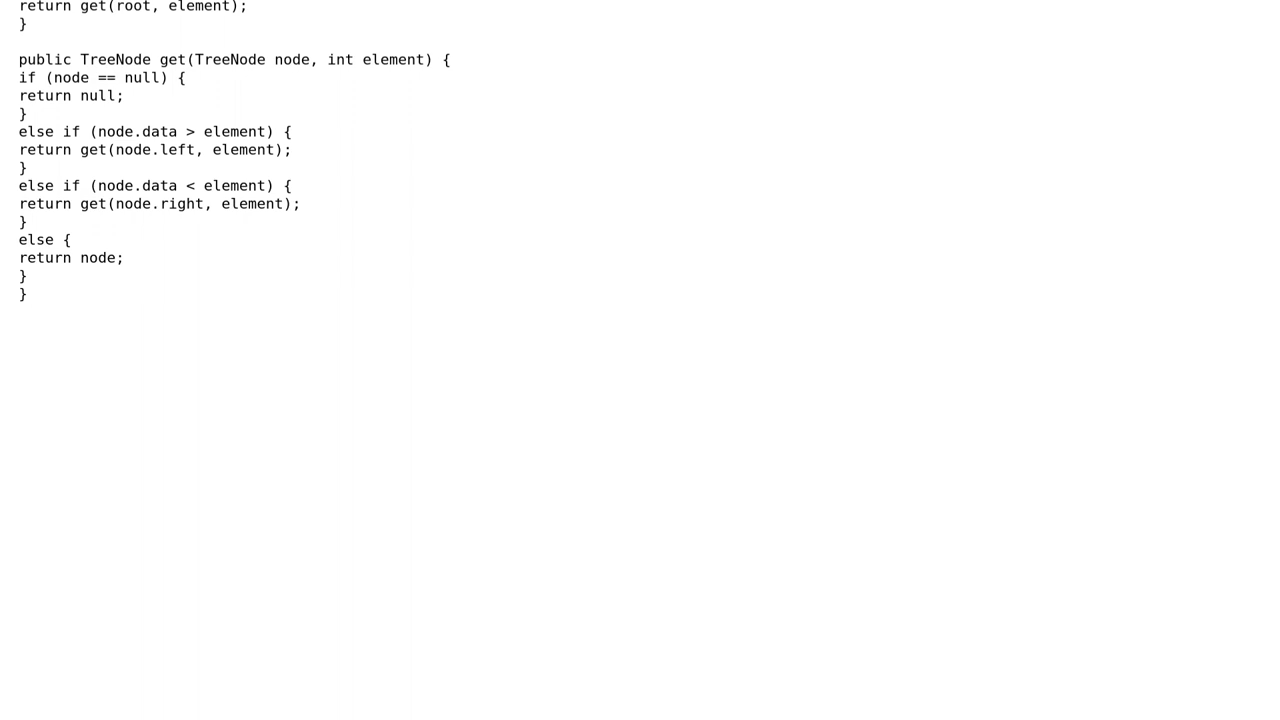 return get(root, element);
}

public TreeNode get(TreeNode node, int element) {
if (node == null) {
return null;
}
else if (node.data > element) {
return get(node.left, element);
}
else if (node.data < element) {
return get(node.right, element);
}
else {
return node;
}
}